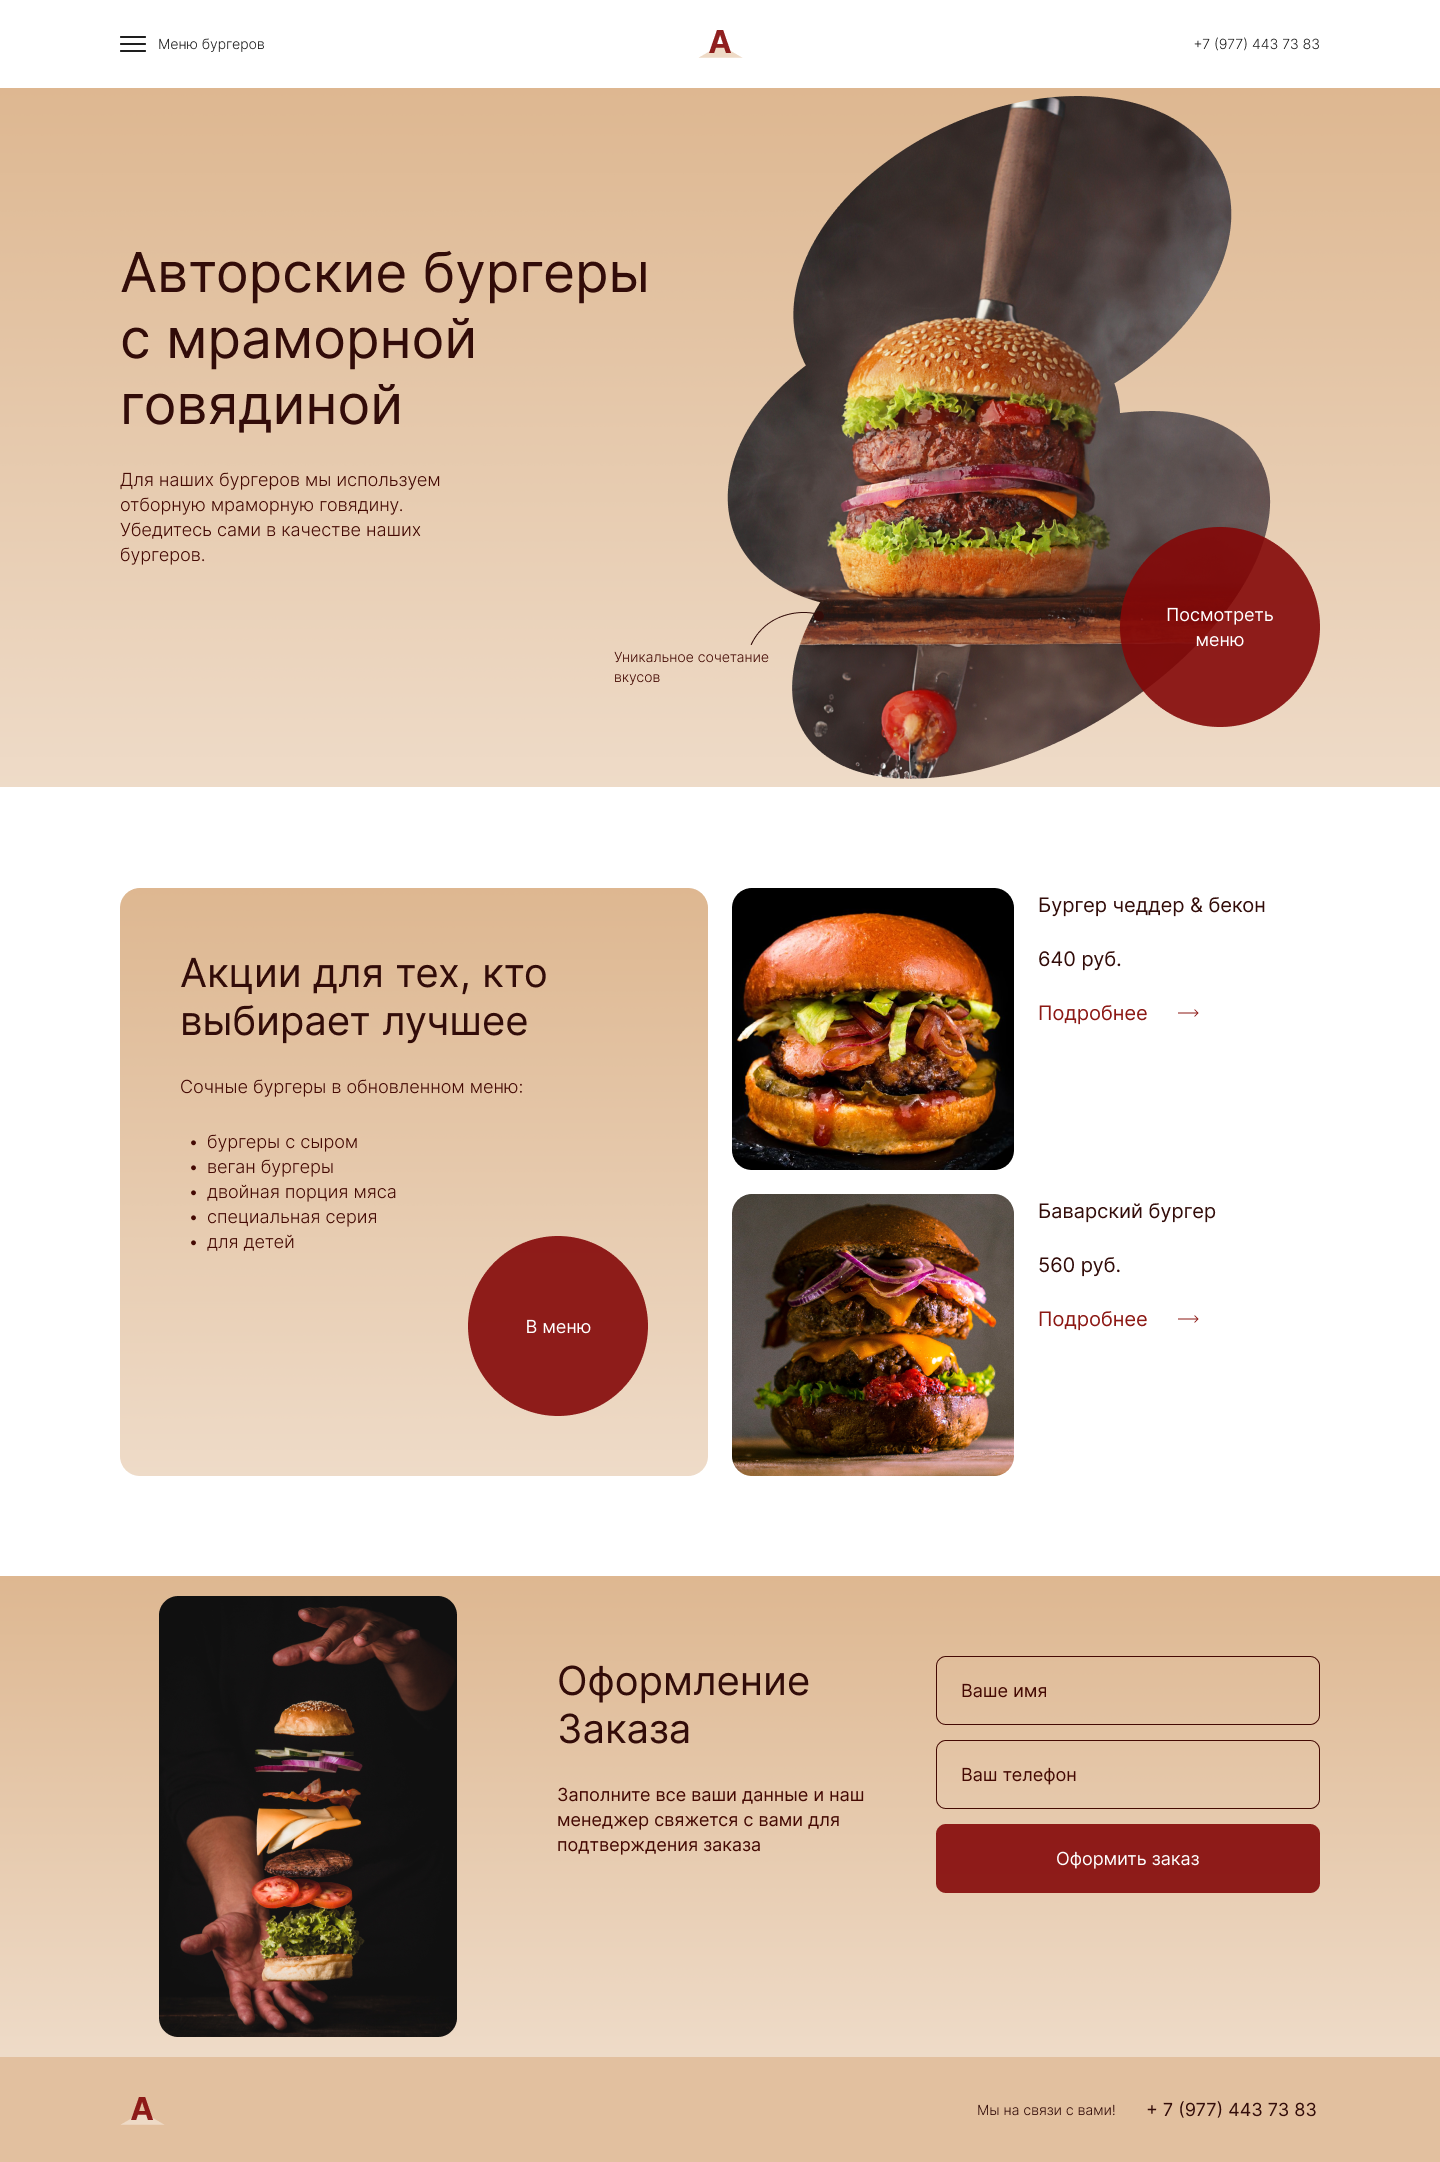 Меню бургеров
A
+7 (977) 443 73 83
Авторские бургеры
с мраморной
говядиной
Для наших бургеров мы используем
отборную мраморную говядину.
Убедитесь сами в качестве наших
бургеров.
Уникальное сочетание
вкусов
Посмотреть
меню
Акции для тех, кто
выбирает лучшее
Сочные бургеры в обновленном меню:
• бургеры с сыром
• веган бургеры
• двойная порция мяса
• специальная серия
• для детей
В меню
Бургер чеддер & бекон
640 руб.
Подробнее
Баварский бургер
560 руб.
Подробнее
Оформление
Заказа
Заполните все ваши данные и наш
менеджер свяжется с вами для
подтверждения заказа
Ваше имя
Ваш телефон
Оформить заказ
A
Мы на связи с вами!
+ 7 (977) 443 73 83